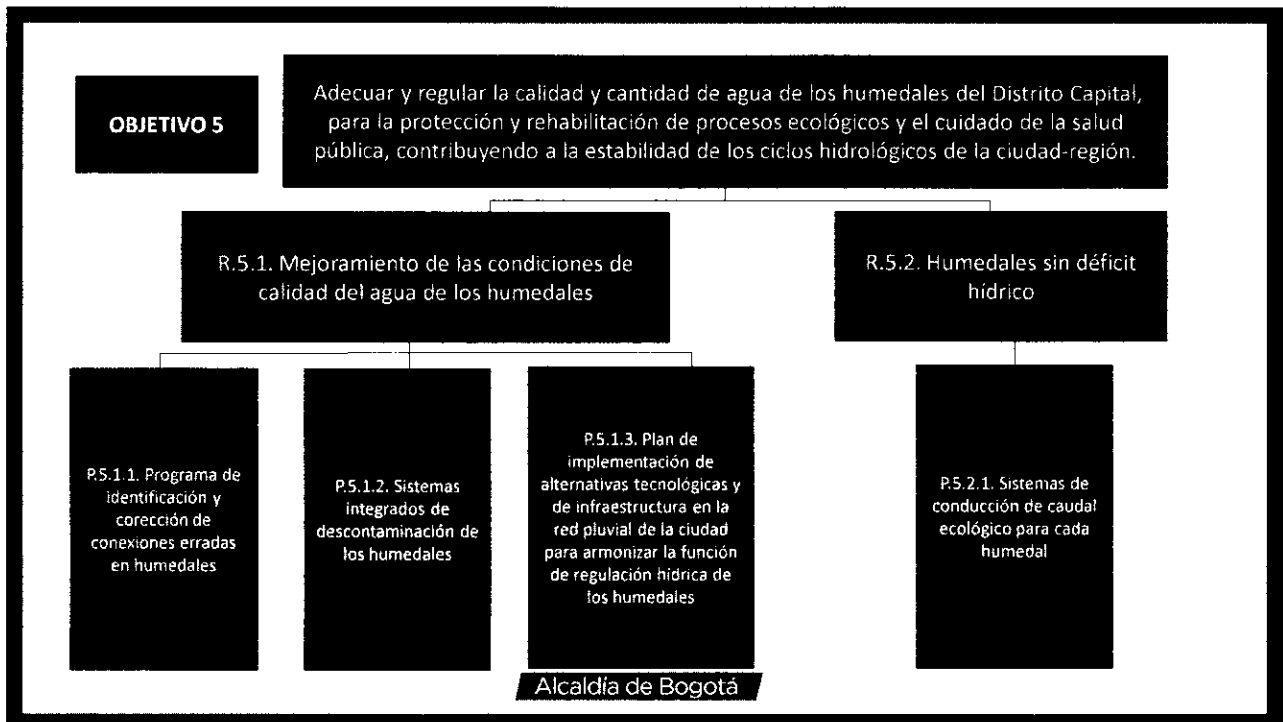 OBJETIVO 5
Adecuar y regular la calidad y cantidad de agua de los humedales del Distrito Capital,
para la protección y rehabilitación de procesos ecológicos y el cuidado de la salud
pública, contribuyendo a la estabilidad de los ciclos hidrológicos de la ciudad-región.
R.5.1. Mejoramiento de las condiciones de
calidad del agua de los humedales
R.5.2. Humedales sin déficit
hídrico
P.5.1.1. Programa de
identificación y
corección de
conexiones erradas
en humedales
P.5.1.2. Sistemas
integrados de
descontaminación de
los humedales
P.5.1.3. Plan de
implementación de
alternativas tecnológicas y
de infraestructura en la
red pluvial de la ciudad
para armonizar la función
de regulación hídrica de
los humedales
P.5.2.1. Sistemas de
conducción de caudal
ecológico para cada
humedal
Alcaldía de Bogotá